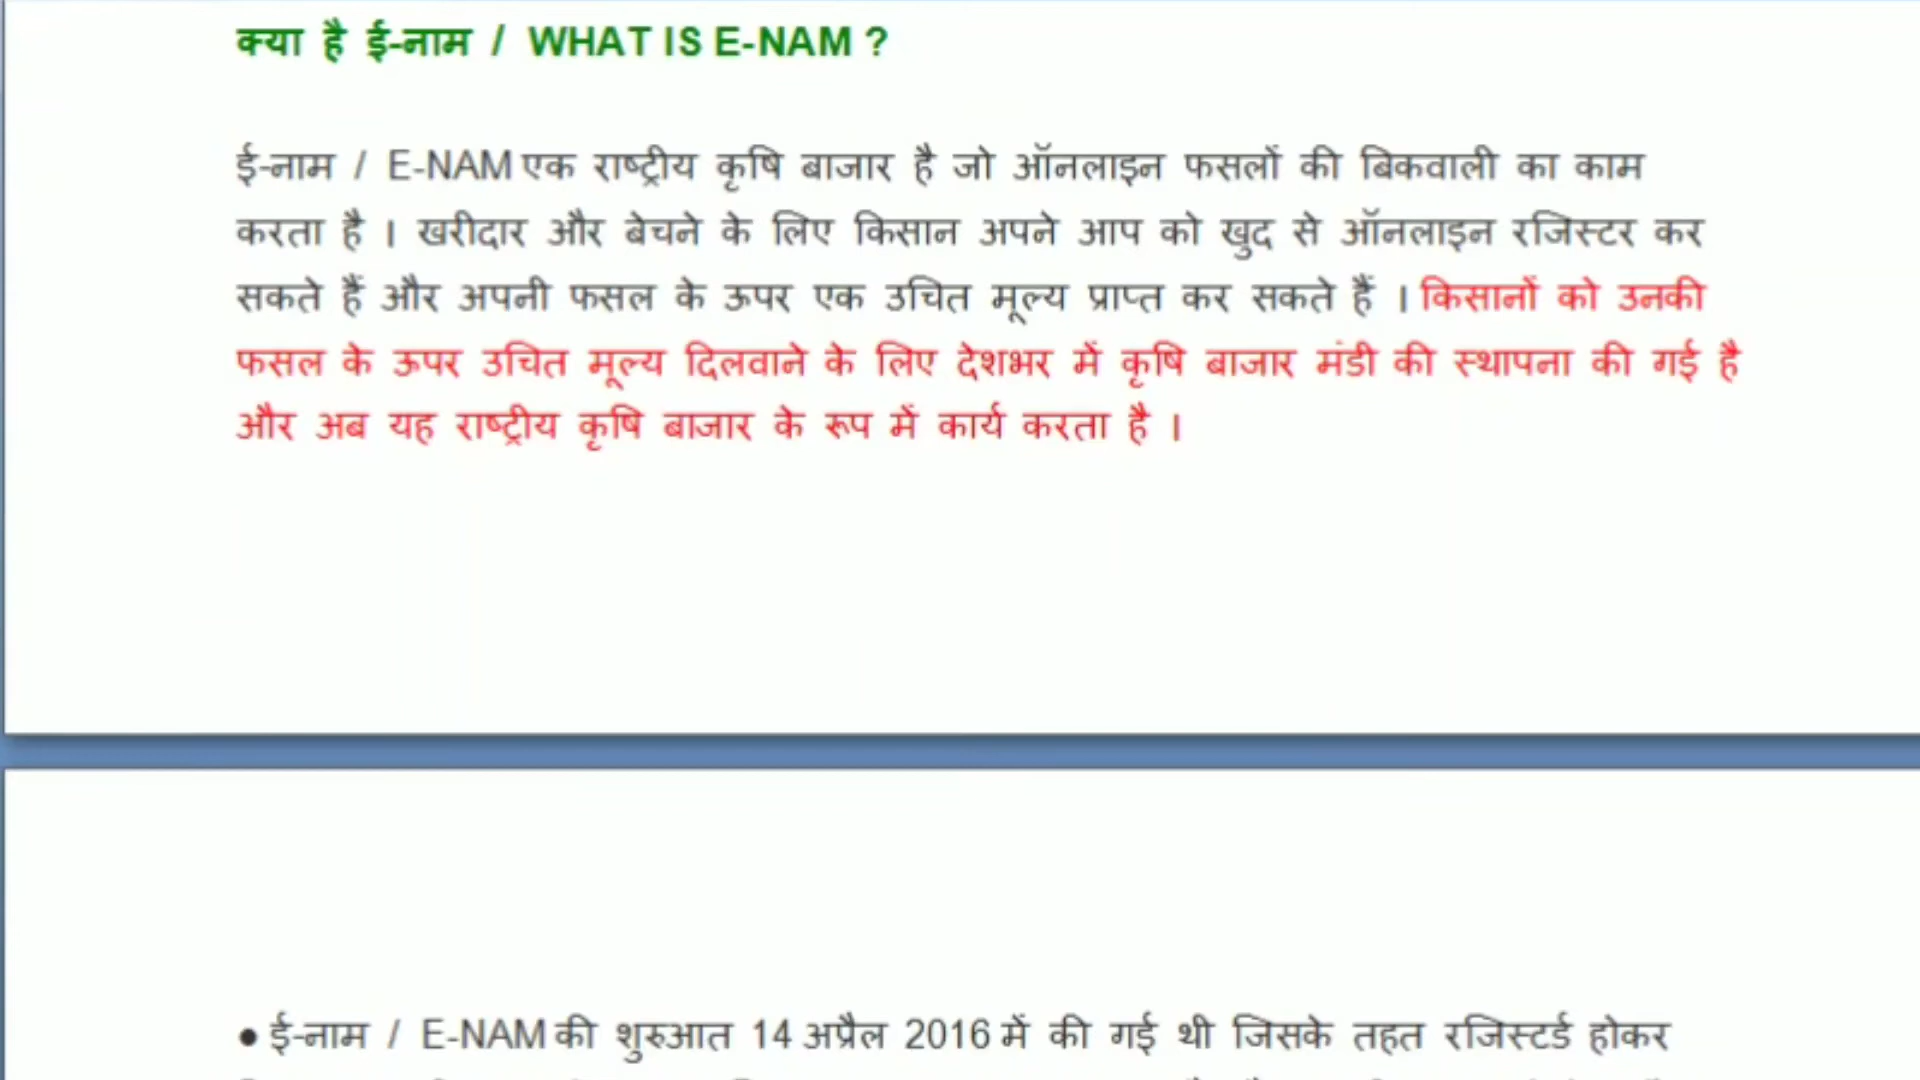 क्या है ई-नाम / WHAT IS E-NAM ?
ई-नाम / E-NAM एक राष्ट्रीय कृषि बाजार है जो ऑनलाइन फसलों की बिकवाली का काम
करता है । खरीदार और बेचने के लिए किसान अपने आप को खुद से ऑनलाइन रजिस्टर कर
सकते हैं और अपनी फसल के ऊपर एक उचित मूल्य प्राप्त कर सकते हैं । किसानों को उनकी
फसल के ऊपर उचित मूल्य दिलवाने के लिए देशभर में कृषि बाजार मंडी की स्थापना की गई है
और अब यह राष्ट्रीय कृषि बाजार के रूप में कार्य करता है ।
● ई-नाम / E-NAM की शुरुआत 14 अप्रैल 2016 में की गई थी जिसके तहत रजिस्टर्ड होकर